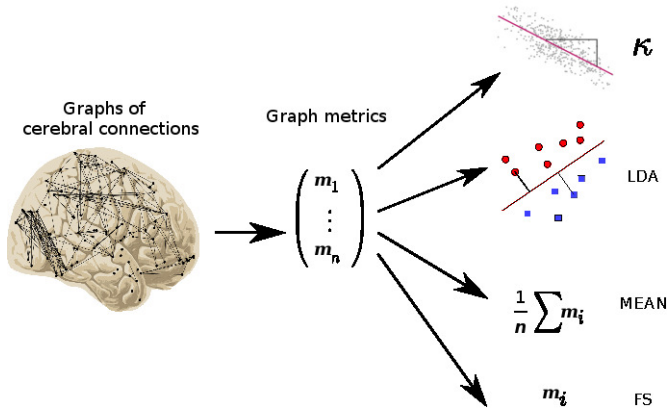 Graphs of
cerebral connections
Graph metrics
m₁
⋮
mₙ
κ
LDA
1/n ∑ mᵢ
MEAN
mᵢ
FS